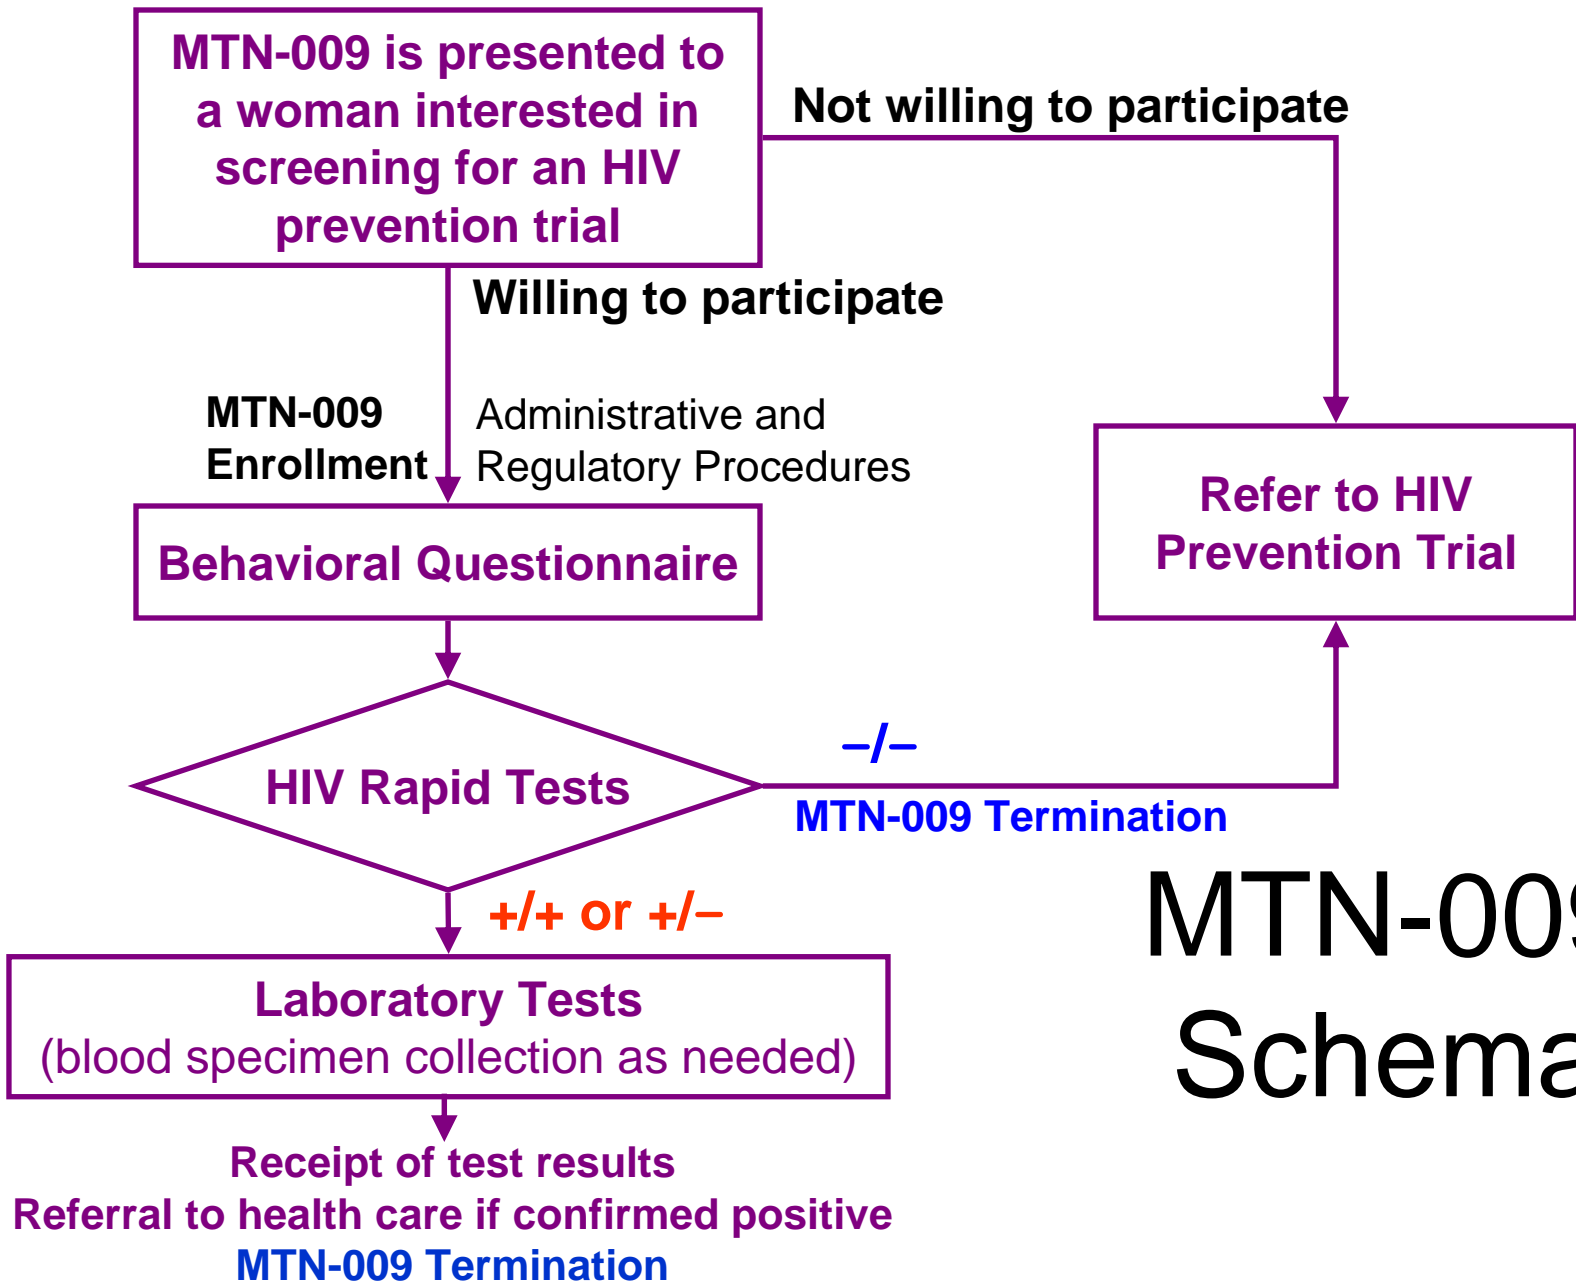 MTN-009 is presented to
a woman interested in
screening for an HIV
prevention trial
Not willing to participate
Willing to participate
MTN-009
Enrollment
Administrative and
Regulatory Procedures
Behavioral Questionnaire
Refer to HIV
Prevention Trial
HIV Rapid Tests
–/–
MTN-009 Termination
+/+ or +/–
MTN-009
Schema
Laboratory Tests
(blood specimen collection as needed)
Receipt of test results
Referral to health care if confirmed positive
MTN-009 Termination